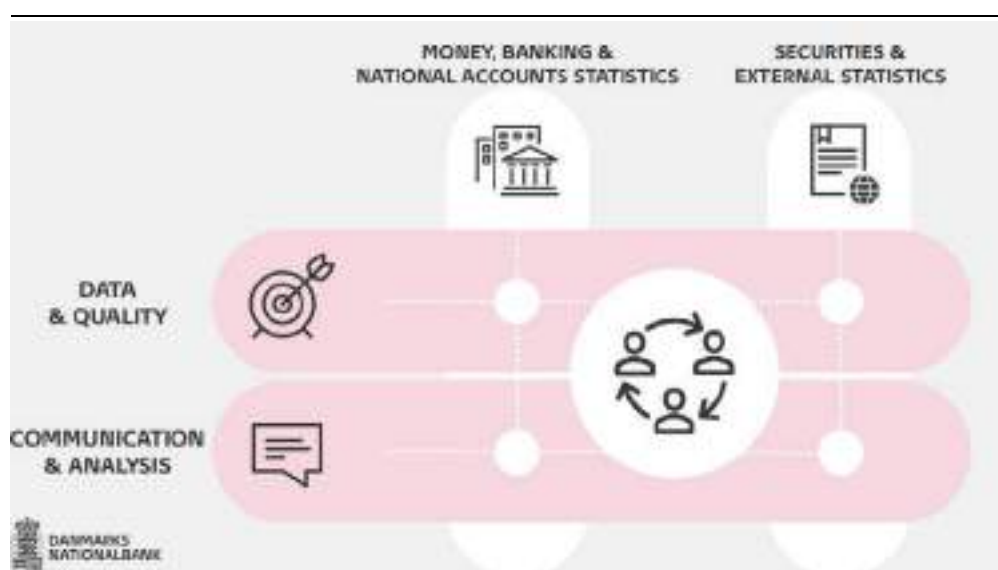 MONEY, BANKING &
NATIONAL ACCOUNTS STATISTICS
SECURITIES &
EXTERNAL STATISTICS
DATA
& QUALITY
COMMUNICATION
& ANALYSIS
DANMARKS
NATIONALBANK